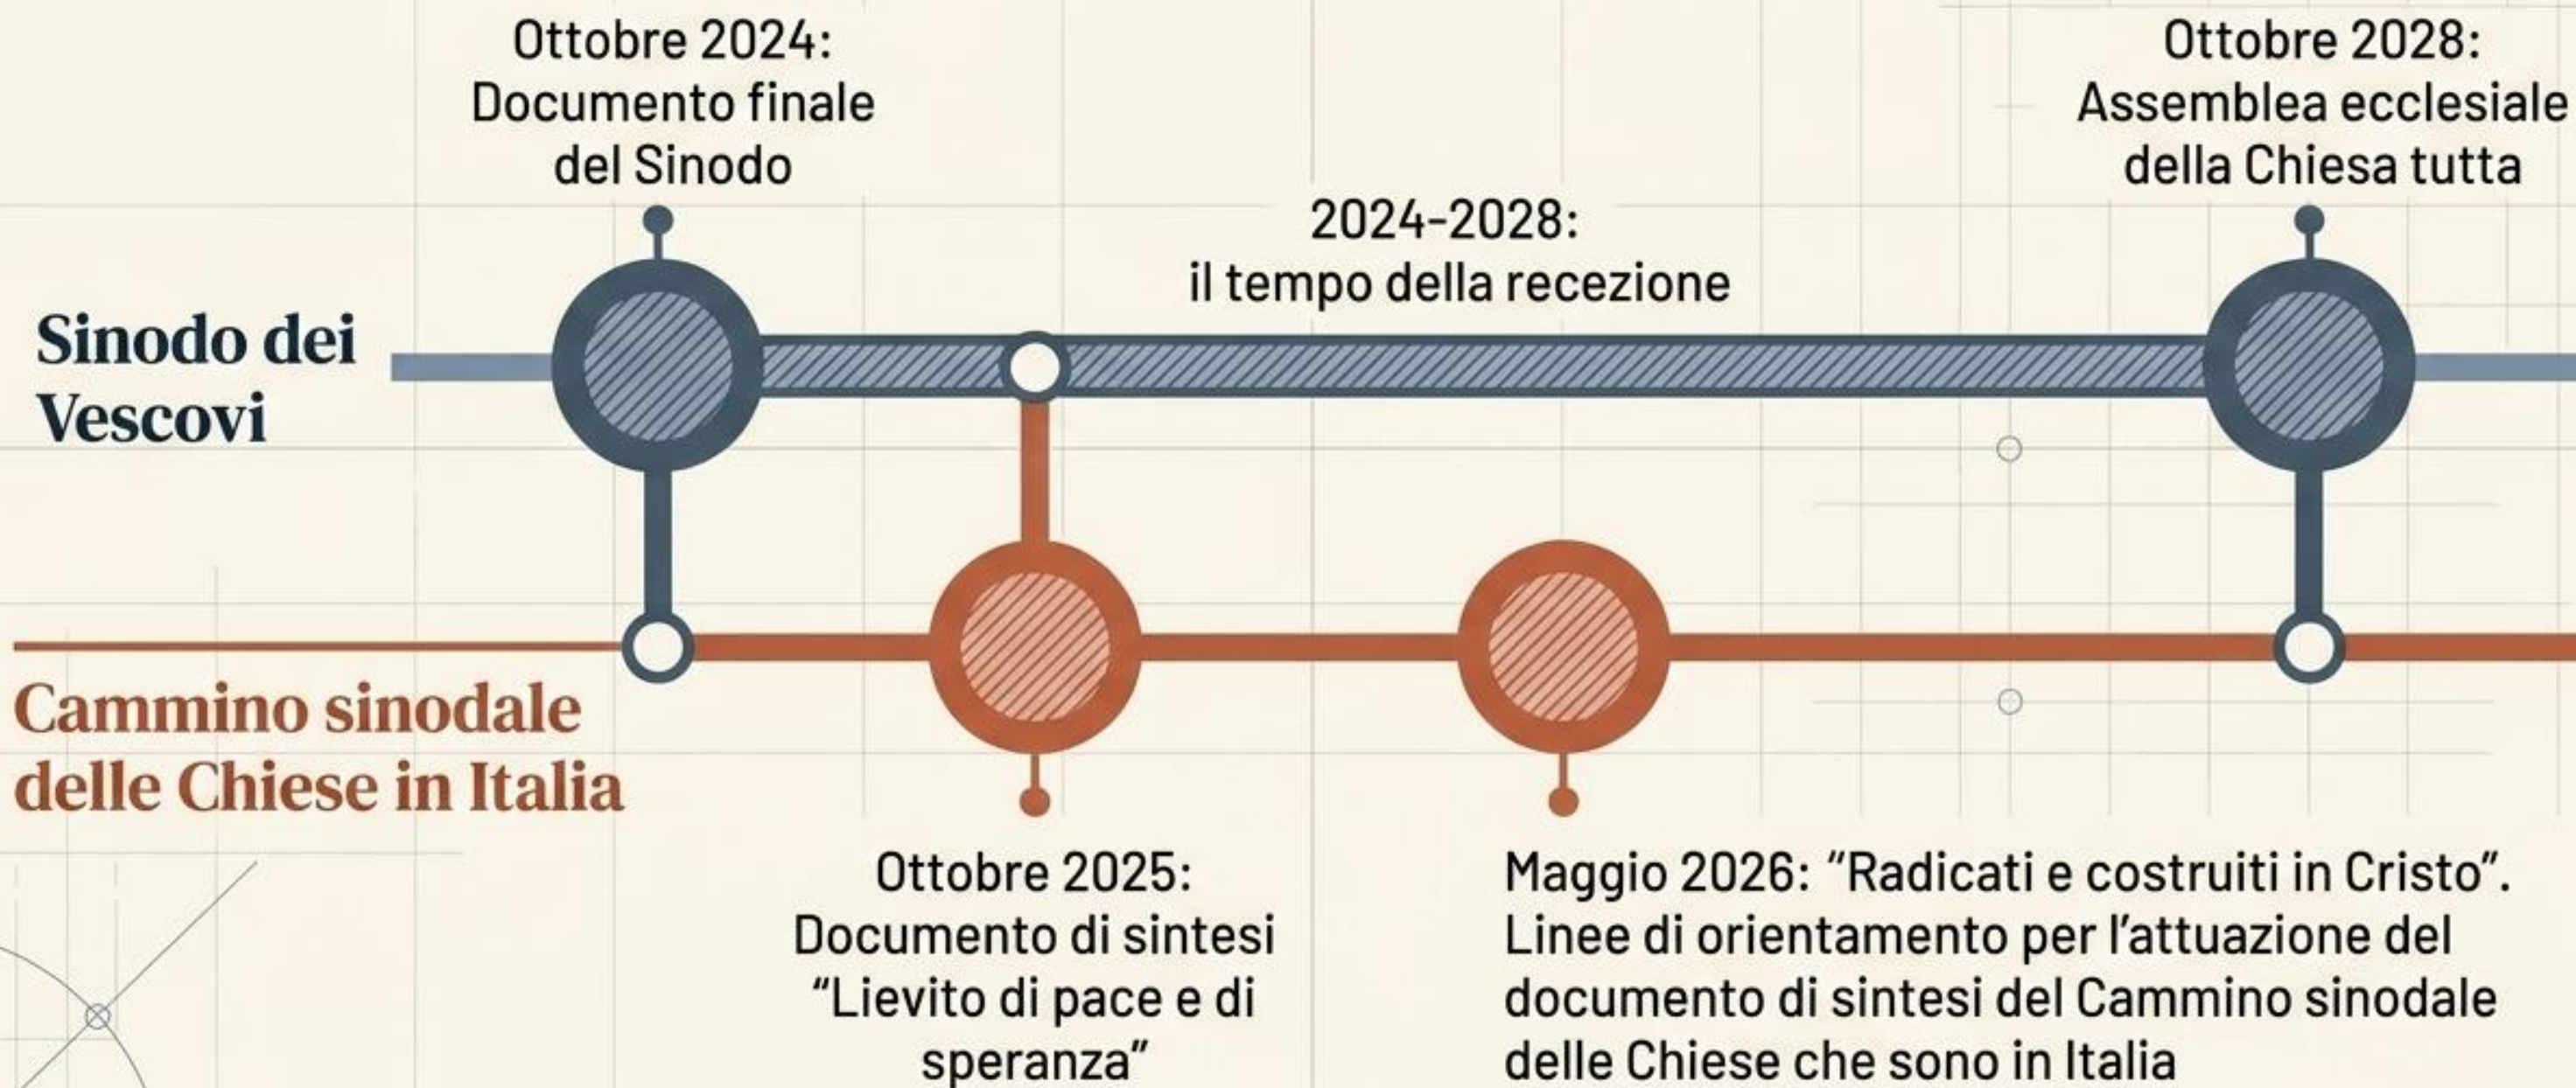 Ottobre 2024:
Documento finale
del Sinodo
Ottobre 2028:
Assemblea ecclesiale
della Chiesa tutta
2024-2028:
il tempo della recezione
Sinodo dei
Vescovi
Cammino sinodale
delle Chiese in Italia
Ottobre 2025:
Documento di sintesi
“Lievito di pace e di
speranza”
Maggio 2026: “Radicati e costruiti in Cristo”.
Linee di orientamento per l’attuazione del
documento di sintesi del Cammino sinodale
delle Chiese che sono in Italia